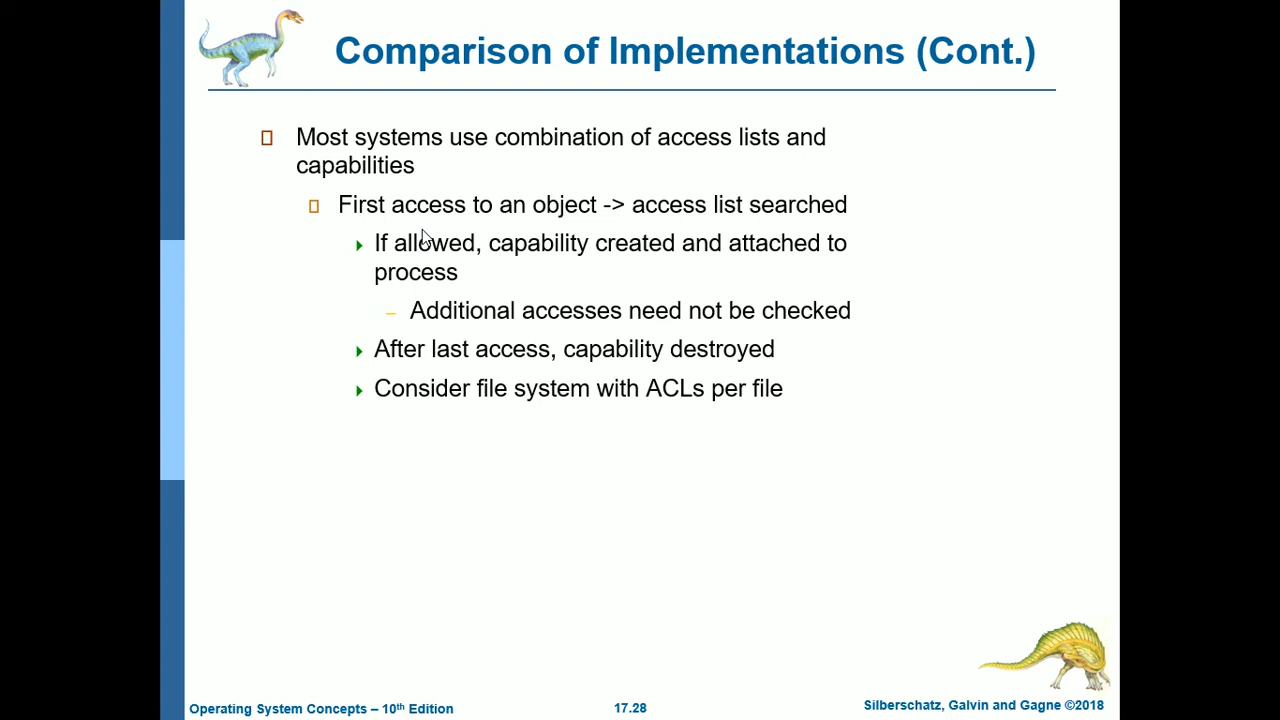 Comparison of Implementations (Cont.)
Most systems use combination of access lists and
capabilities
First access to an object -> access list searched
If allowed, capability created and attached to
process
– Additional accesses need not be checked
After last access, capability destroyed
Consider file system with ACLs per file
Operating System Concepts – 10th Edition
17.28
Silberschatz, Galvin and Gagne ©2018